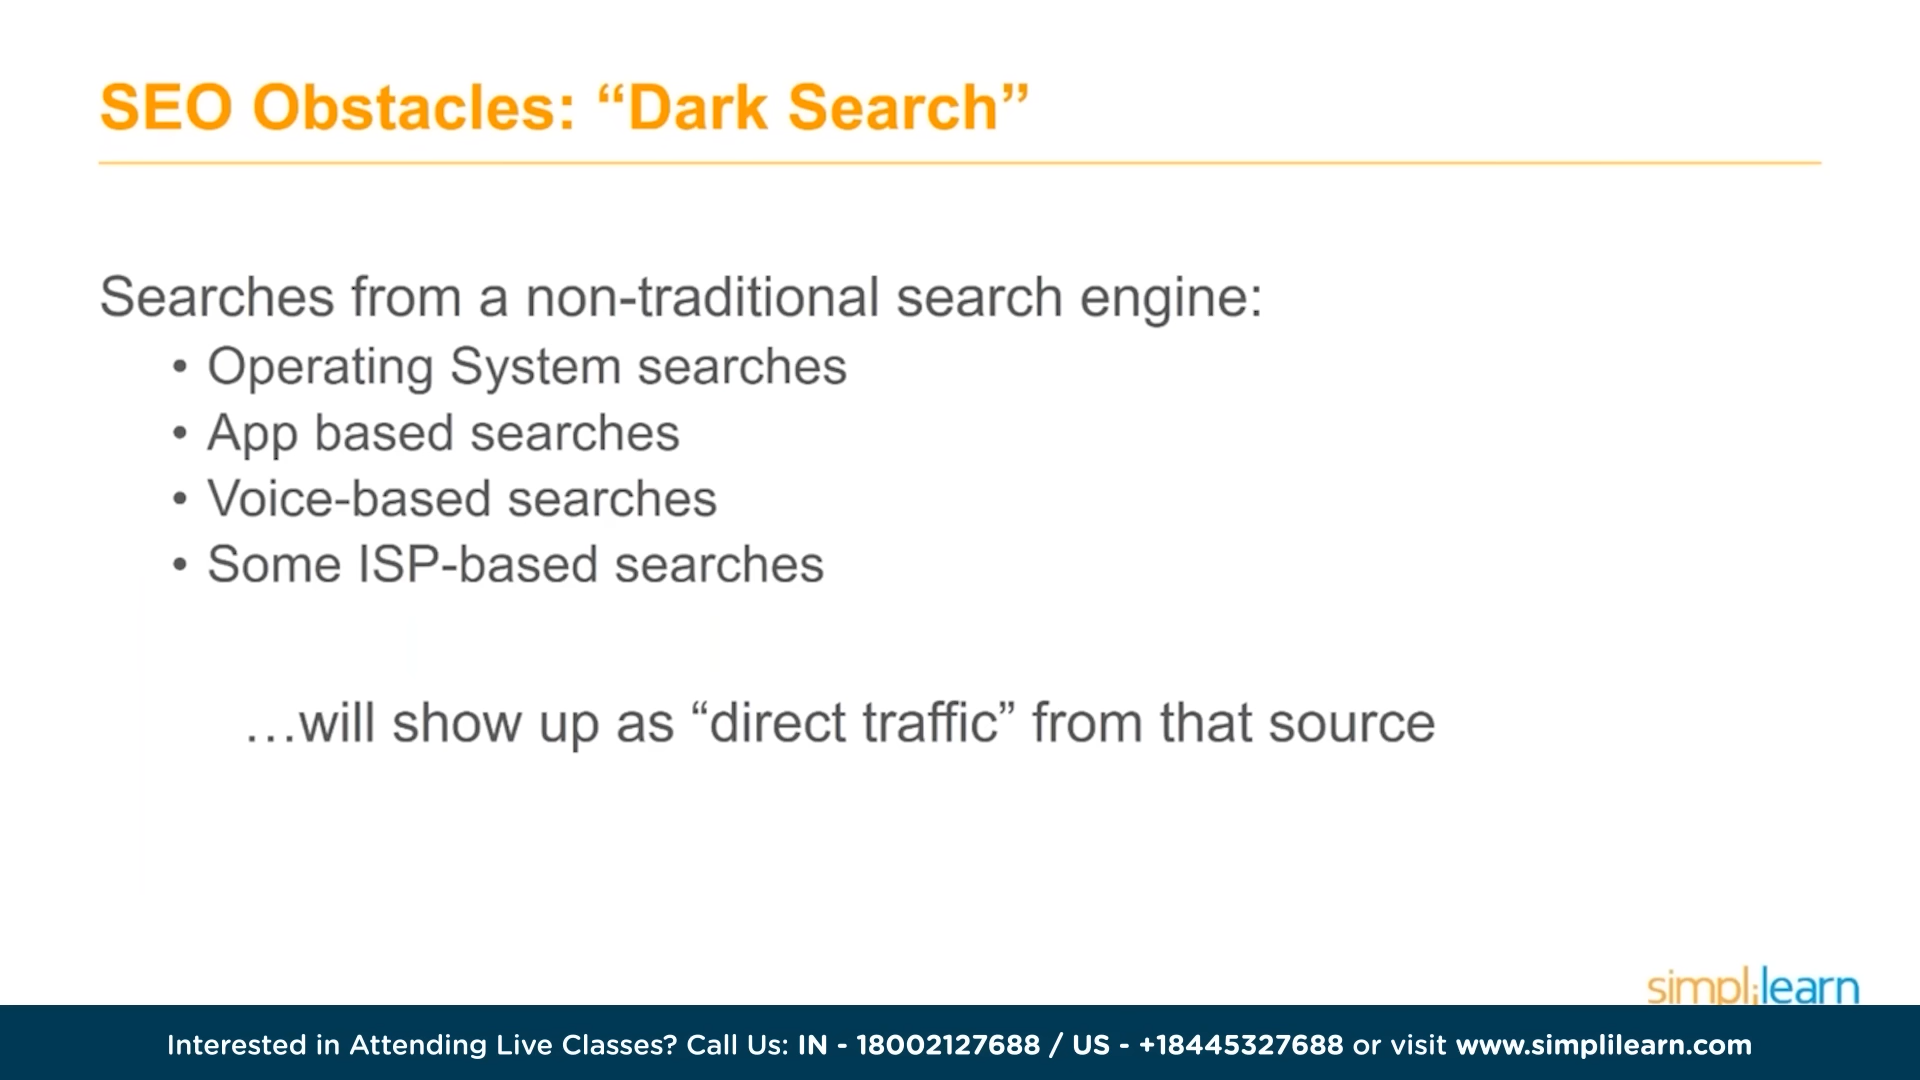 SEO Obstacles: “Dark Search”
Searches from a non-traditional search engine:
• Operating System searches
• App based searches
• Voice-based searches
• Some ISP-based searches
…will show up as “direct traffic” from that source
simplilearn
Interested in Attending Live Classes? Call Us: IN - 18002127688 / US - +18445327688 or visit www.simplilearn.com